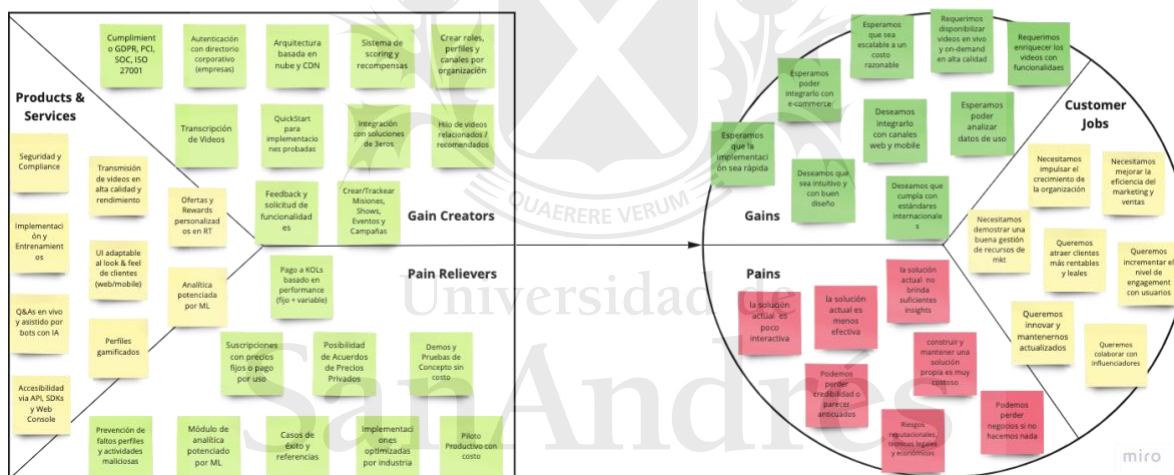 Cumplimient
o GDPR, PCI,
SOC, ISO
27001
Autenticación
con directorio
corporativo
(empresas)
Arquitectura
basada en
nube y CDN
Sistema de
scoring y
recompensas
Crear roles,
perfiles y
canales por
organización
Transcripción
de Videos
QuickStart
para
implementacio
nes probadas
Integración
con soluciones
de 3eros
Hilo de videos
relacionados /
recomendados
Feedback y
solicitud de
funcionalidad
es
Crear/Trackear
Misiones,
Shows,
Eventos y
Campañas
Gain Creators
Products &
Services
Seguridad y
Compliance
Transmisión
de videos en
alta calidad y
rendimiento
Ofertas y
Rewards
personalizad
os en RT
Implementaci
ón y
Entrenamient
os
UI adaptable
al look & feel
de clientes
(web/mobile)
Analítica
potenciada
por ML
Q&As en vivo
y asistido por
bots con IA
Perfiles
gamificados
Accesibilidad
via API, SDKs
y Web
Console
Pain Relievers
Pago a KOLs
basado en
performance
(fijo + variable)
Suscripciones
con precios
fijos o pago
por uso
Posibilidad
de Acuerdos
de Precios
Privados
Demos y
Pruebas de
Concepto sin
costo
Prevención de
faltos perfiles
y actividades
maliciosas
Módulo de
analítica
potenciado
por ML
Casos de
éxito y
referencias
Implementaci
ones
optimizadas
por industria
Piloto
Productivo con
costo
Esperamos
que sea
escalable a un
costo
razonable
Requerimos
disponibilizar
videos en vivo
y on-demand
en alta calidad
Requerimos
enriquecer los
videos con
funcionalidaes
Esperamos
poder
integrarlo con
e-commerce
Deseamos
integrarlo
con canales
web y mobile
Esperamos
poder
analizar
datos de uso
Esperamos
que la
implementaci
ón sea rápida
Deseamos que
sea intuitivo y
con buen
diseño
Deseamos que
cumpla con
estándares
internacionale
s
Gains
Customer
Jobs
Necesitamos
impulsar el
crecimiento de
la organización
Necesitamos
mejorar la
eficiencia del
marketing y
ventas
Necesitamos
demostrar una
buena gestión
de recursos de
mkt
Queremos
atraer clientes
más rentables
y leales
Queremos
incrementar el
nivel de
engagement
con usuarios
Queremos
innovar y
mantenernos
actualizados
Queremos
colaborar con
influenciadores
Pains
la solución
actual es
poco
interactiva
la solución
actual es
menos
efectiva
la solución
actual no
brinda
suficientes
insights
construir y
mantener una
solución
propia es muy
costoso
Podemos
perder
credibilidad o
parecer
anticuados
Riesgos
reputacionales,
técnicos legales
y económicos
Podemos
perder
negocios si no
hacemos nada
QUAERERE VERUM
Universidad de
SanAndrés
miro